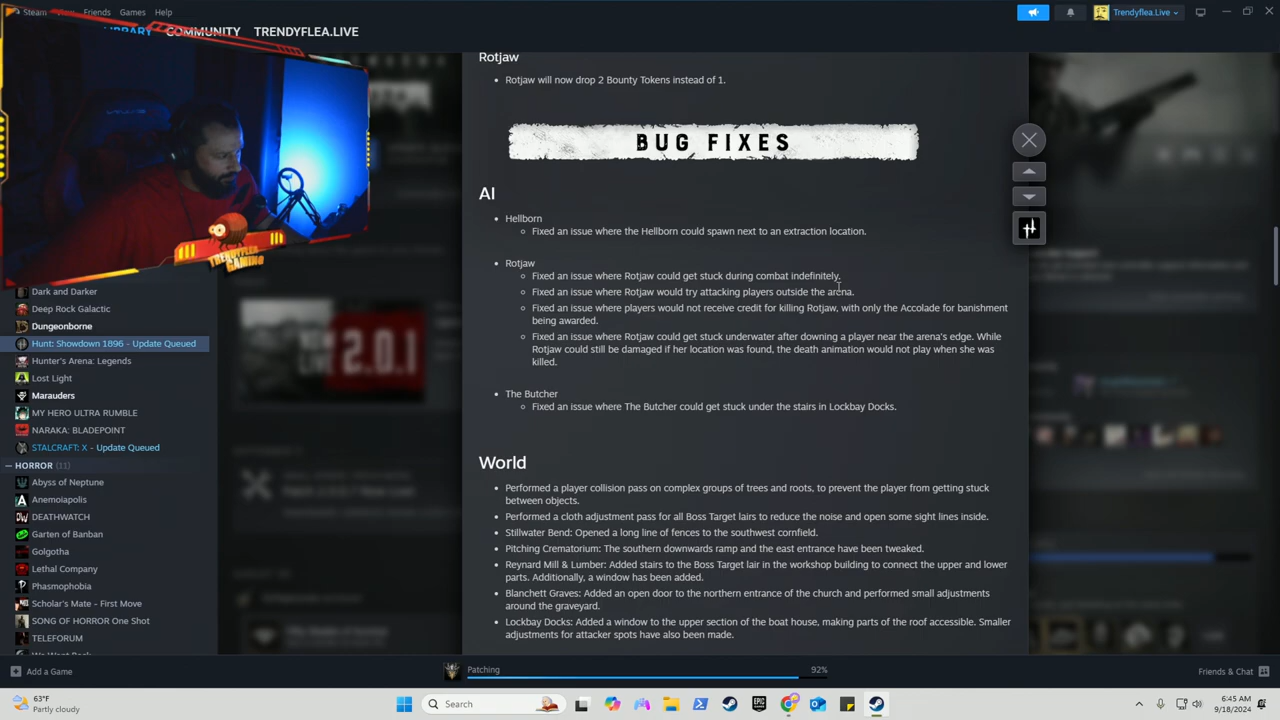 Steam View Friends Games Help
Trendyflea.Live
LIBRARY COMMUNITY TRENDYFLEA.LIVE
Rotjaw
Rotjaw will now drop 2 Bounty Tokens instead of 1.
BUG FIXES
AI
Hellborn
Fixed an issue where the Hellborn could spawn next to an extraction location.
Rotjaw
Fixed an issue where Rotjaw could get stuck during combat indefinitely.
Fixed an issue where Rotjaw would try attacking players outside the arena.
Fixed an issue where players would not receive credit for killing Rotjaw, with only the Accolade for banishment
being awarded.
Fixed an issue where Rotjaw could get stuck underwater after downing a player near the arena's edge. While
Rotjaw could still be damaged if her location was found, the death animation would not play when she was
killed.
The Butcher
Fixed an issue where The Butcher could get stuck under the stairs in Lockbay Docks.
World
Performed a player collision pass on complex groups of trees and roots, to prevent the player from getting stuck
between objects.
Performed a cloth adjustment pass for all Boss Target lairs to reduce the noise and open some sight lines inside.
Stillwater Bend: Opened a long line of fences to the southwest cornfield.
Pitching Crematorium: The southern downwards ramp and the east entrance have been tweaked.
Reynard Mill & Lumber: Added stairs to the Boss Target lair in the workshop building to connect the upper and lower
parts. Additionally, a window has been added.
Blanchett Graves: Added an open door to the northern entrance of the church and performed small adjustments
around the graveyard.
Lockbay Docks: Added a window to the upper section of the boat house, making parts of the roof accessible. Smaller
adjustments for attacker spots have also been made.
TRENDYFLEA
GAMING
Dark and Darker
Deep Rock Galactic
Dungeonborne
Hunt: Showdown 1896 - Update Queued
Hunter's Arena: Legends
Lost Light
Marauders
MY HERO ULTRA RUMBLE
NARAKA: BLADEPOINT
STALCRAFT: X - Update Queued
HORROR (11)
Abyss of Neptune
Anemoiapolis
DEATHWATCH
Garten of Banban
Golgotha
Lethal Company
Phasmophobia
Scholar's Mate - First Move
SONG OF HORROR One Shot
TELEFORUM
2.0.1
Add a Game
Patching 92%
Friends & Chat
63°F
Partly cloudy
Search
6:45 AM
9/18/2024